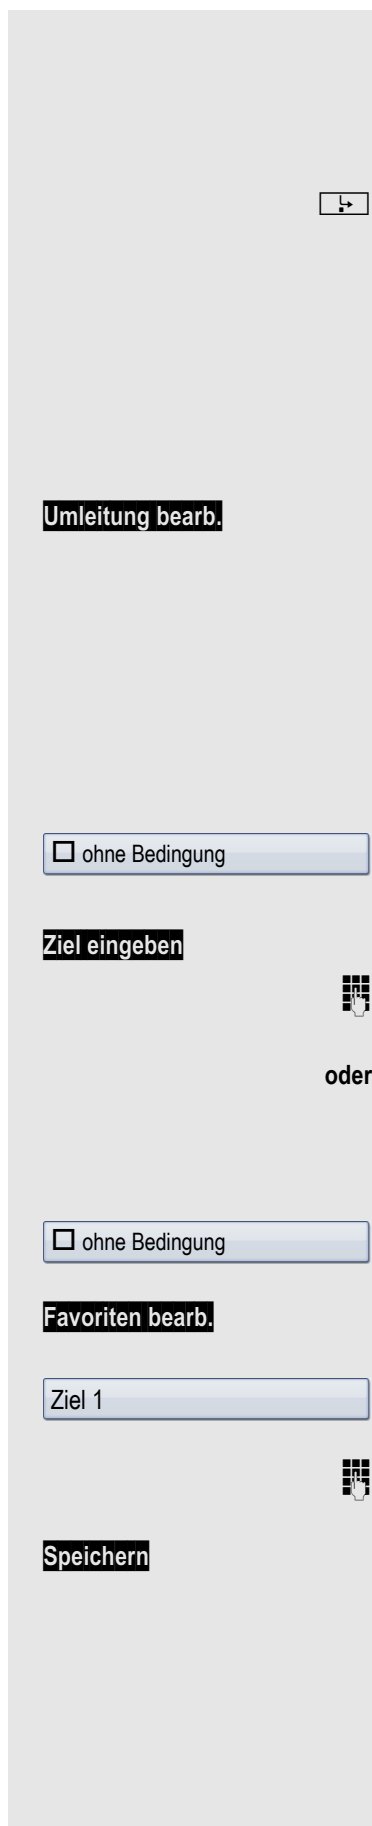 Umleitung bearb.
ohne Bedingung
Ziel eingeben
oder
ohne Bedingung
Favoriten bearb.
Ziel 1
Speichern